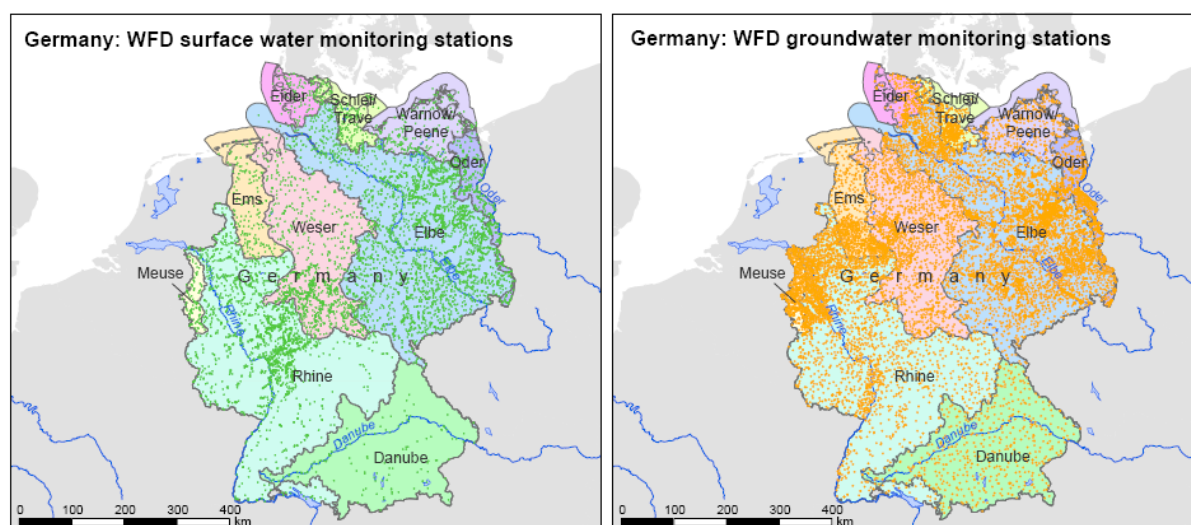 Germany: WFD surface water monitoring stations
Eider
Schlei/
Trave
Warnow/
Peene
Oder
Oder
Ems
Weser
Elbe
Elbe
Meuse
Germany
Rhine
Rhine
Danube
Danube
0 100 200 300 400
km
Germany: WFD groundwater monitoring stations
Eider
Schlei/
Trave
Warnow/
Peene
Oder
Oder
Ems
Weser
Elbe
Elbe
Meuse
Germany
Rhine
Rhine
Danube
Danube
0 100 200 300 400
km